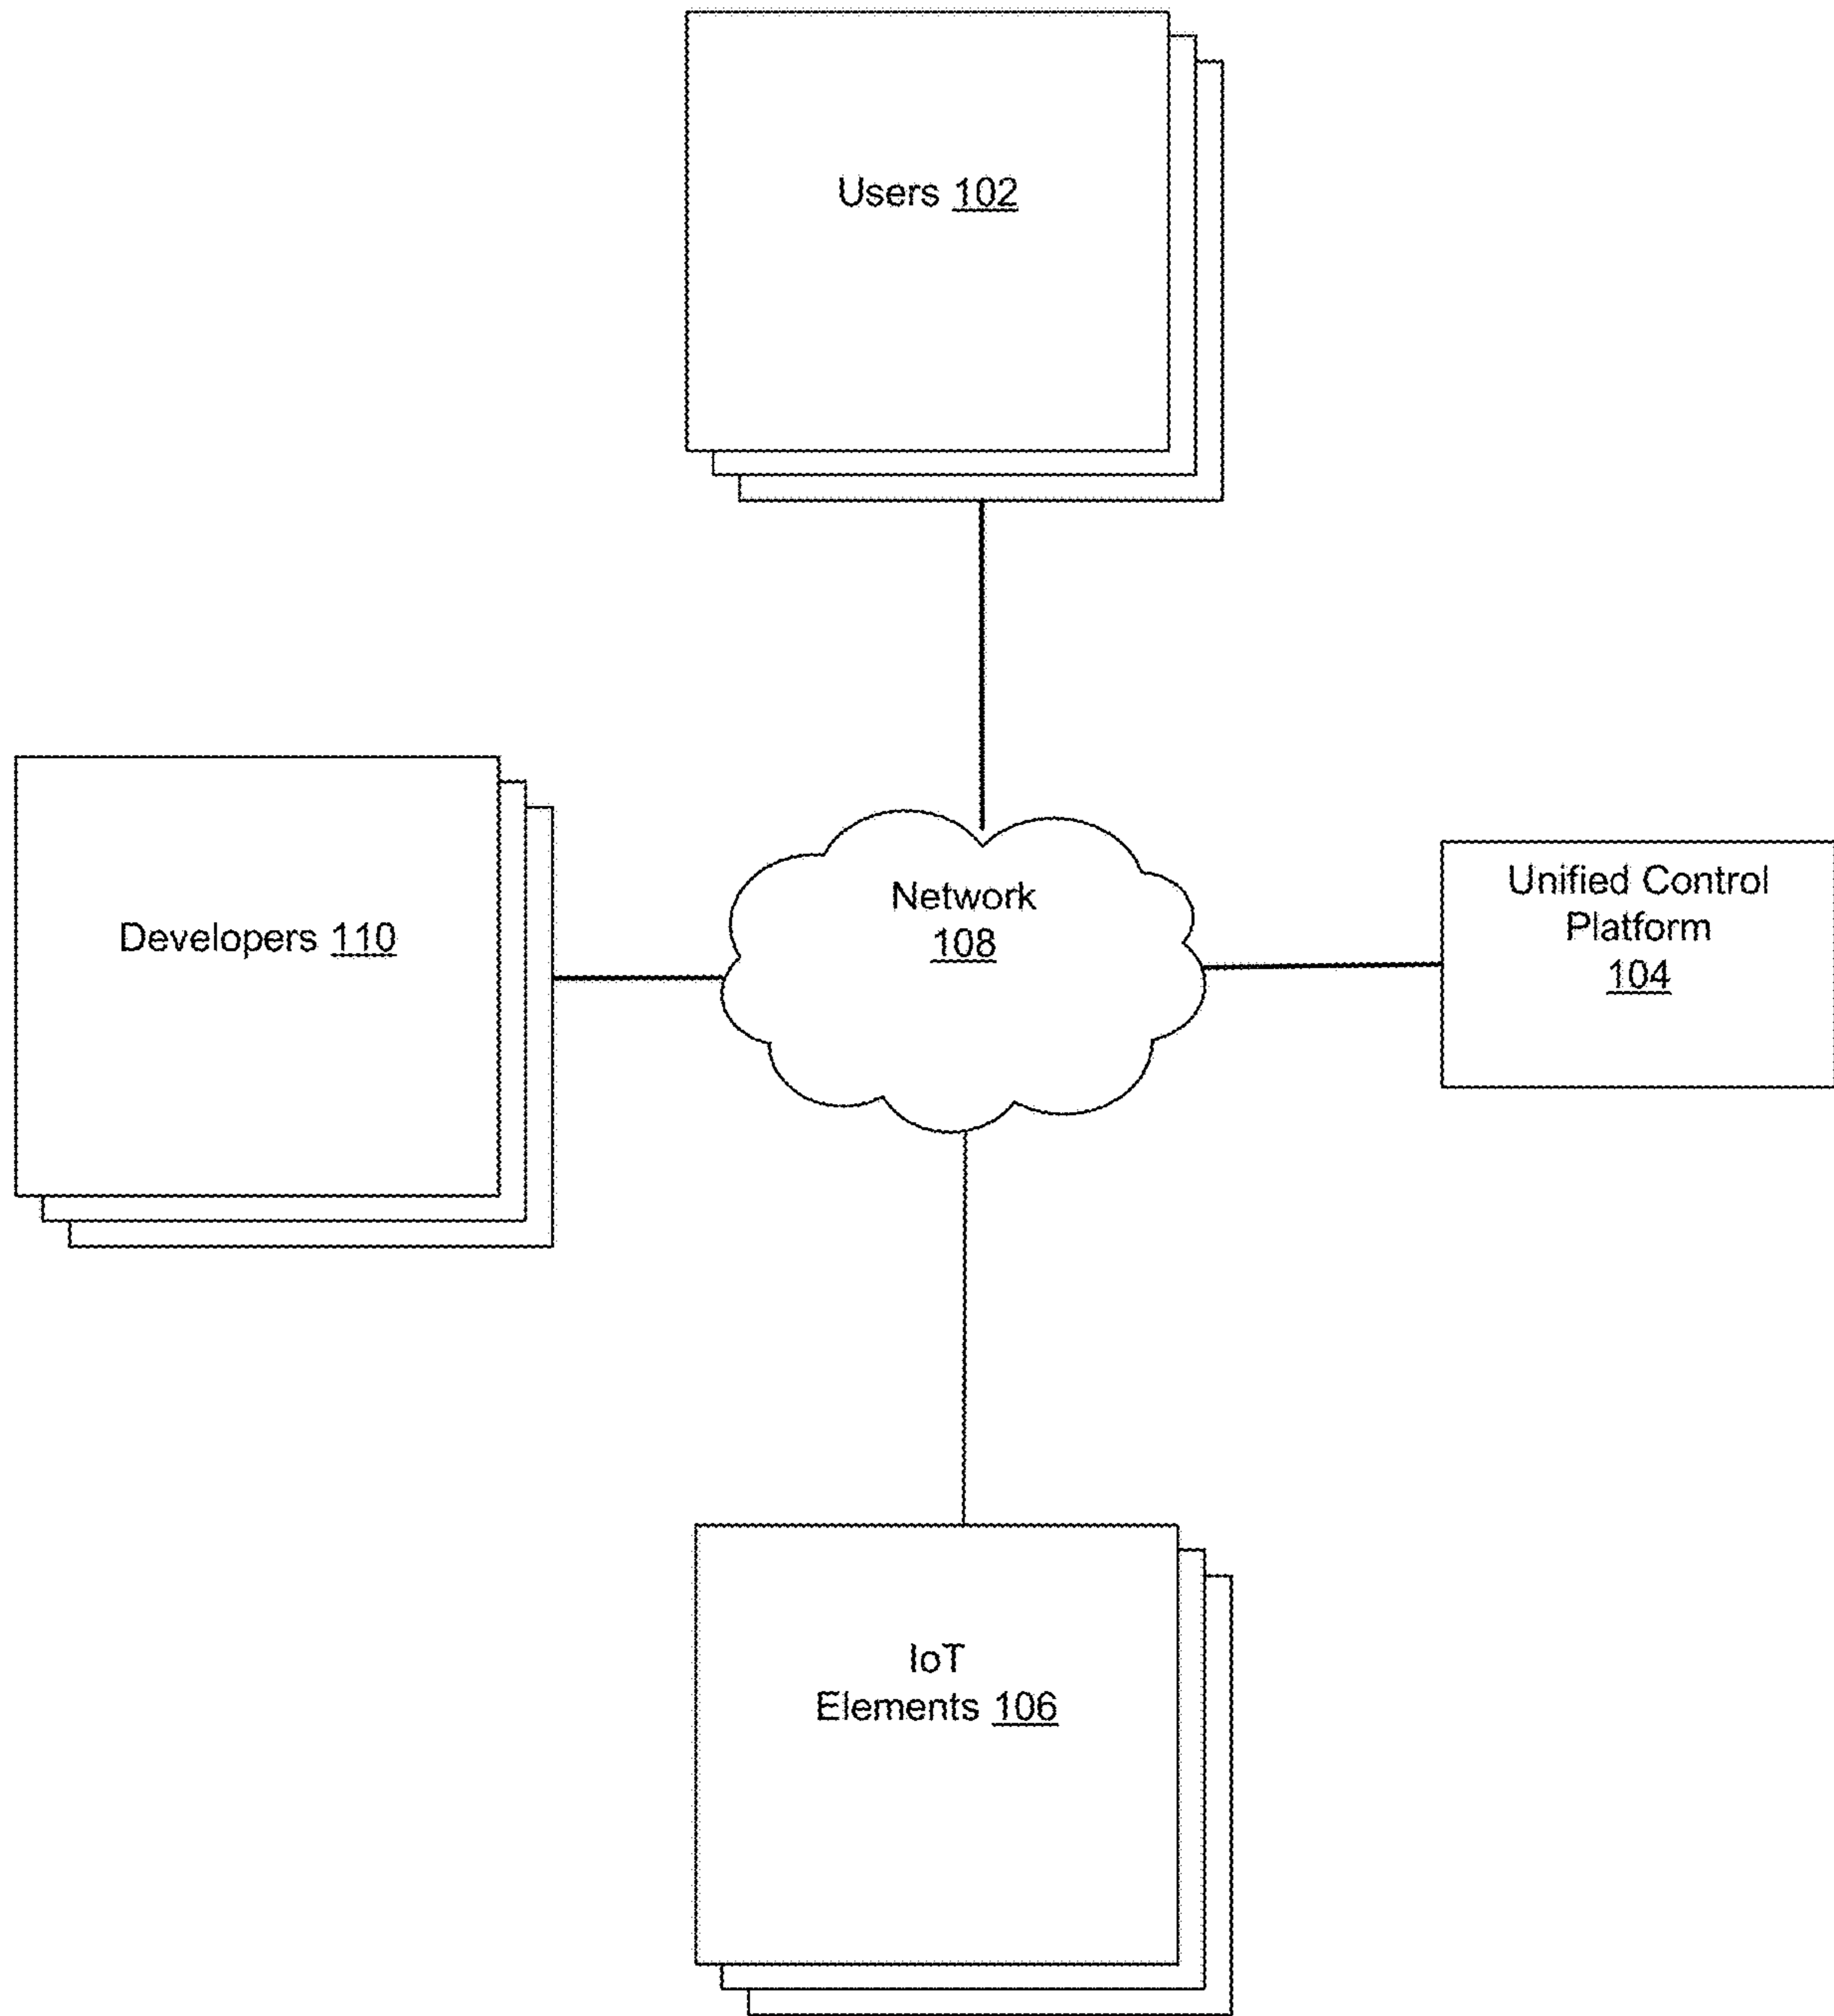 Users 102
Developers 110
Network
108
Unified Control
Platform
104
IoT
Elements 106